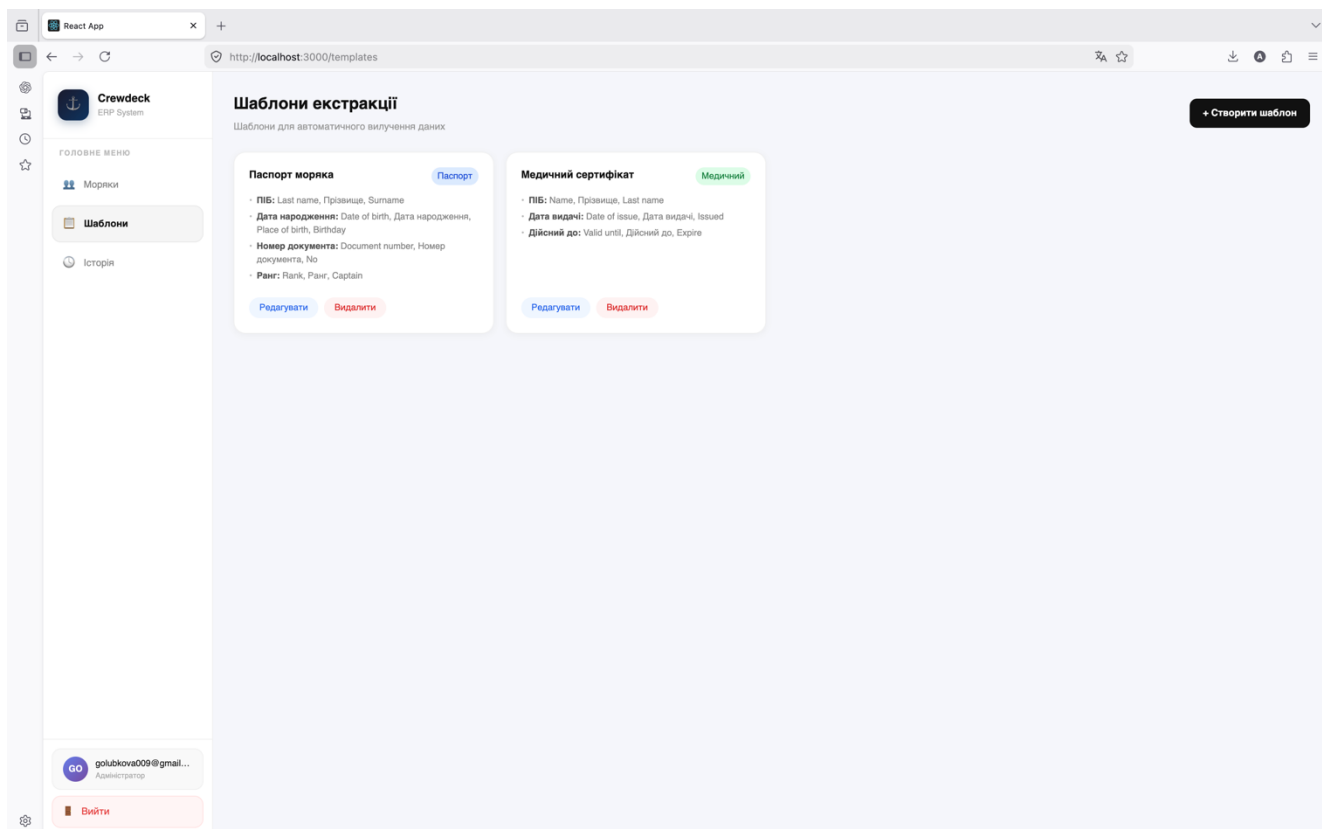 React App
http://localhost:3000/templates
A
Crewdeck
ERP System
ГОЛОВНЕ МЕНЮ
Моряки
Шаблони
Історія
Шаблони екстракції
Шаблони для автоматичного вилучення даних
+ Створити шаблон
Паспорт моряка
Паспорт
ПІБ: Last name, Прізвище, Surname
Дата народження: Date of birth, Дата народження,
Place of birth, Birthday
Номер документа: Document number, Номер
документа, No
Ранг: Rank, Ранг, Captain
Редагувати
Видалити
Медичний сертифікат
Медичний
ПІБ: Name, Прізвище, Last name
Дата видачі: Date of issue, Дата видачі, Issued
Дійсний до: Valid until, Дійсний до, Expire
Редагувати
Видалити
GO
golubkova009@gmail...
Адміністратор
Вийти